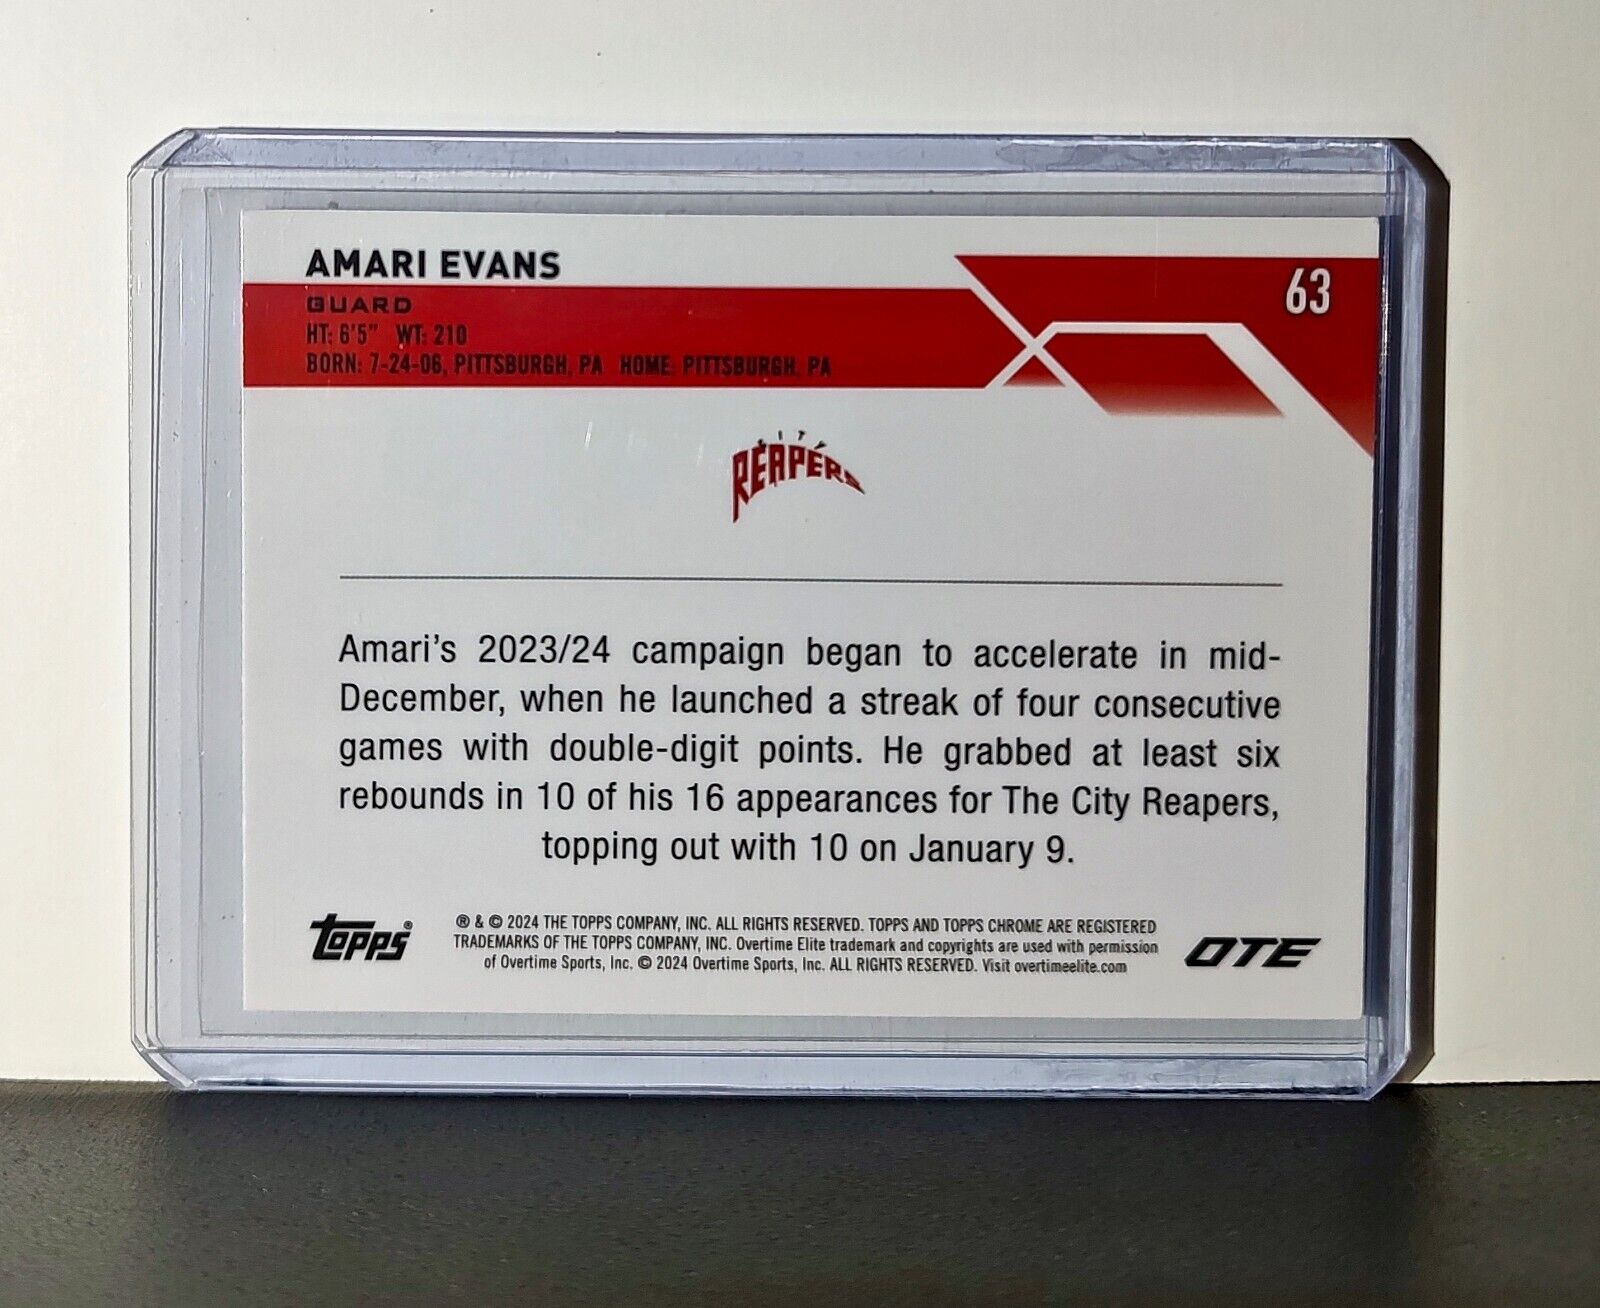 AMARI EVANS
63
GUARD
HT: 6'5" WT: 210
BORN: 7-24-06, PITTSBURGH, PA HOME: PITTSBURGH, PA
CITY
REAPERS
Amari's 2023/24 campaign began to accelerate in mid-
December, when he launched a streak of four consecutive
games with double-digit points. He grabbed at least six
rebounds in 10 of his 16 appearances for The City Reapers,
topping out with 10 on January 9.
topps®
® & © 2024 THE TOPPS COMPANY, INC. ALL RIGHTS RESERVED. TOPPS AND TOPPS CHROME ARE REGISTERED
TRADEMARKS OF THE TOPPS COMPANY, INC. Overtime Elite trademark and copyrights are used with permission
of Overtime Sports, Inc. © 2024 Overtime Sports, Inc. ALL RIGHTS RESERVED. Visit overtimeelite.com
OTE